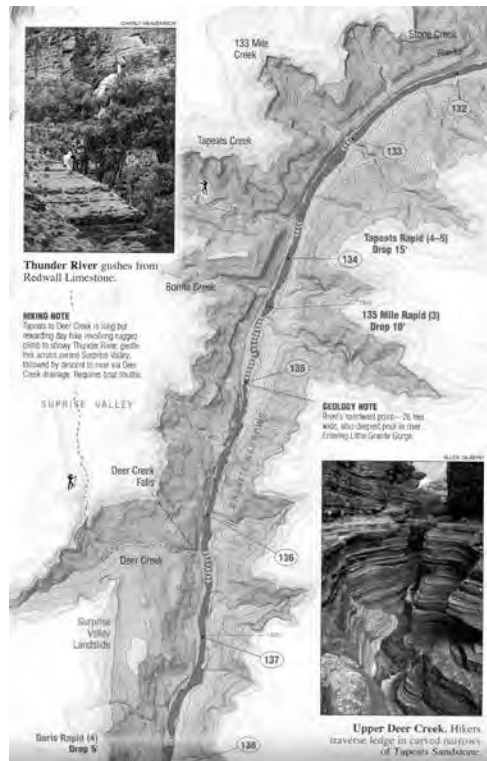 Thunder River gushes from
Redwall Limestone.
HIKING NOTE
Tapeats to Deer Creek is long but
rewarding day hike involving rugged
climb to showy Thunder River, gentle
trek across
Surprise Valley,
followed by descent to river via Deer
Creek drainage. Requires boat shuttle.
SUPRISE VALLEY
133 Mile
Creek
Stone Creek
132
133
Tapeats Creek
Tapeats Rapid (4–5)
Drop 15'
134
Bonita Creek
135 Mile Rapid (3)
Drop 10'
135
GEOLOGY NOTE
River's narrowest point—76 feet
wide, also deepest pool in river.
Entering Little Granite Gorge.
GRANITE NARROWS
Deer Creek
Falls
136
Deer Creek
Surprise
Valley
Landslide
137
Doris Rapid (4)
Drop 5'
138
Upper Deer Creek. Hikers
traverse ledge in carved narrows
of Tapeats Sandstone.